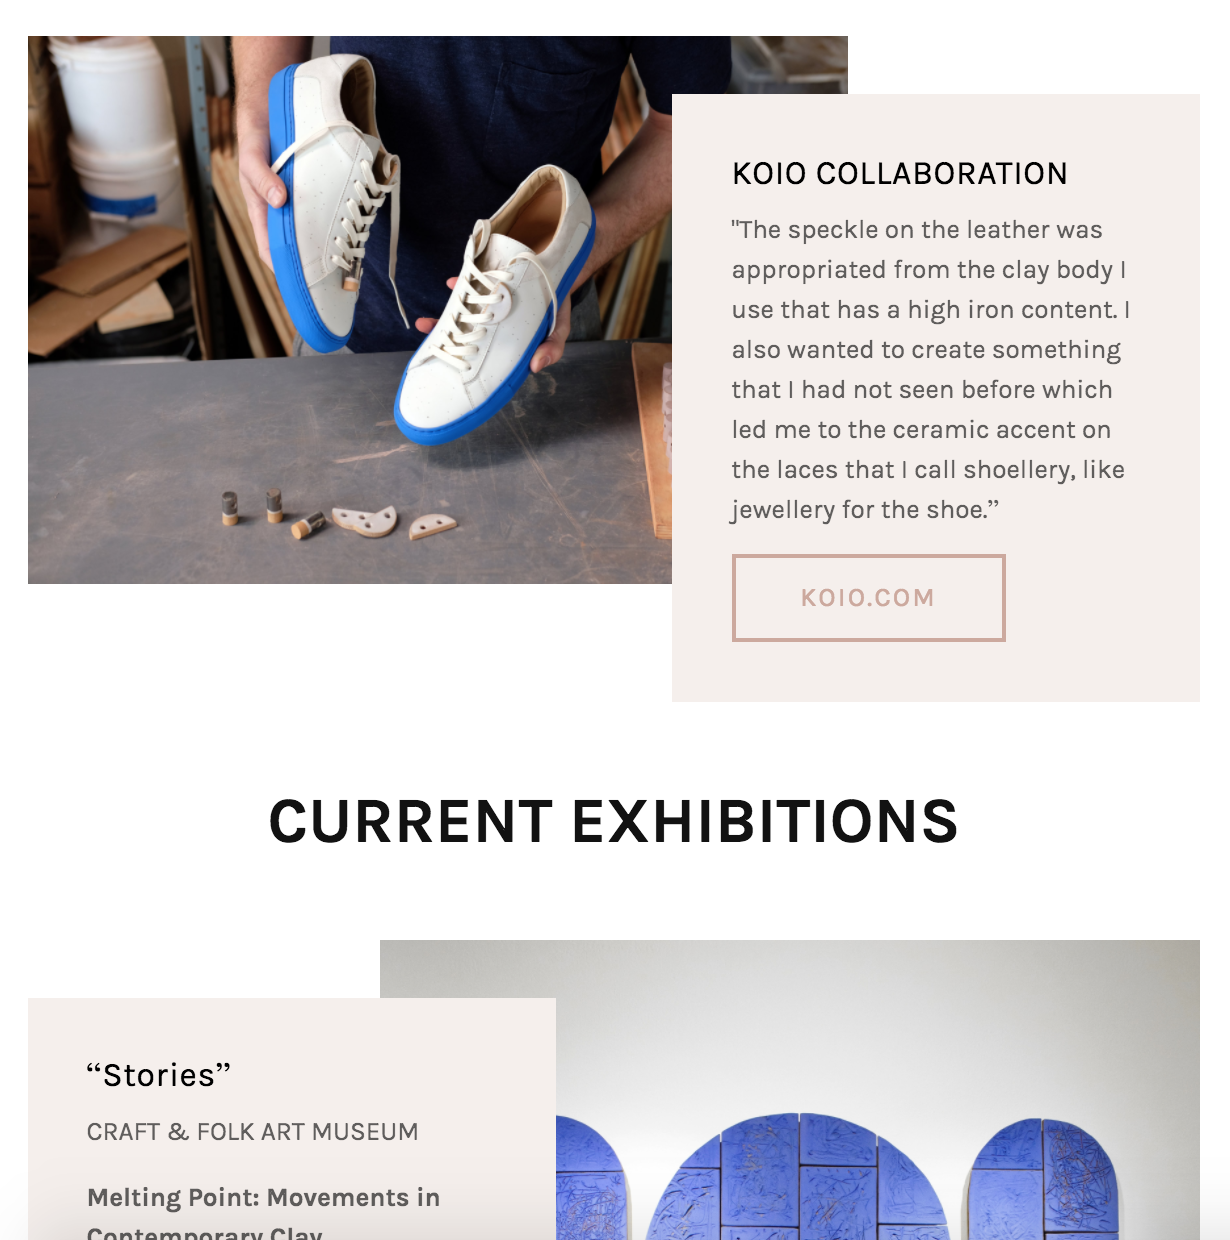 KOIO COLLABORATION
"The speckle on the leather was
appropriated from the clay body I
use that has a high iron content. I
also wanted to create something
that I had not seen before which
led me to the ceramic accent on
the laces that I call shoellery, like
jewellery for the shoe.”
KOIO.COM
CURRENT EXHIBITIONS
“Stories”
CRAFT & FOLK ART MUSEUM
Melting Point: Movements in
Contemporary Clay